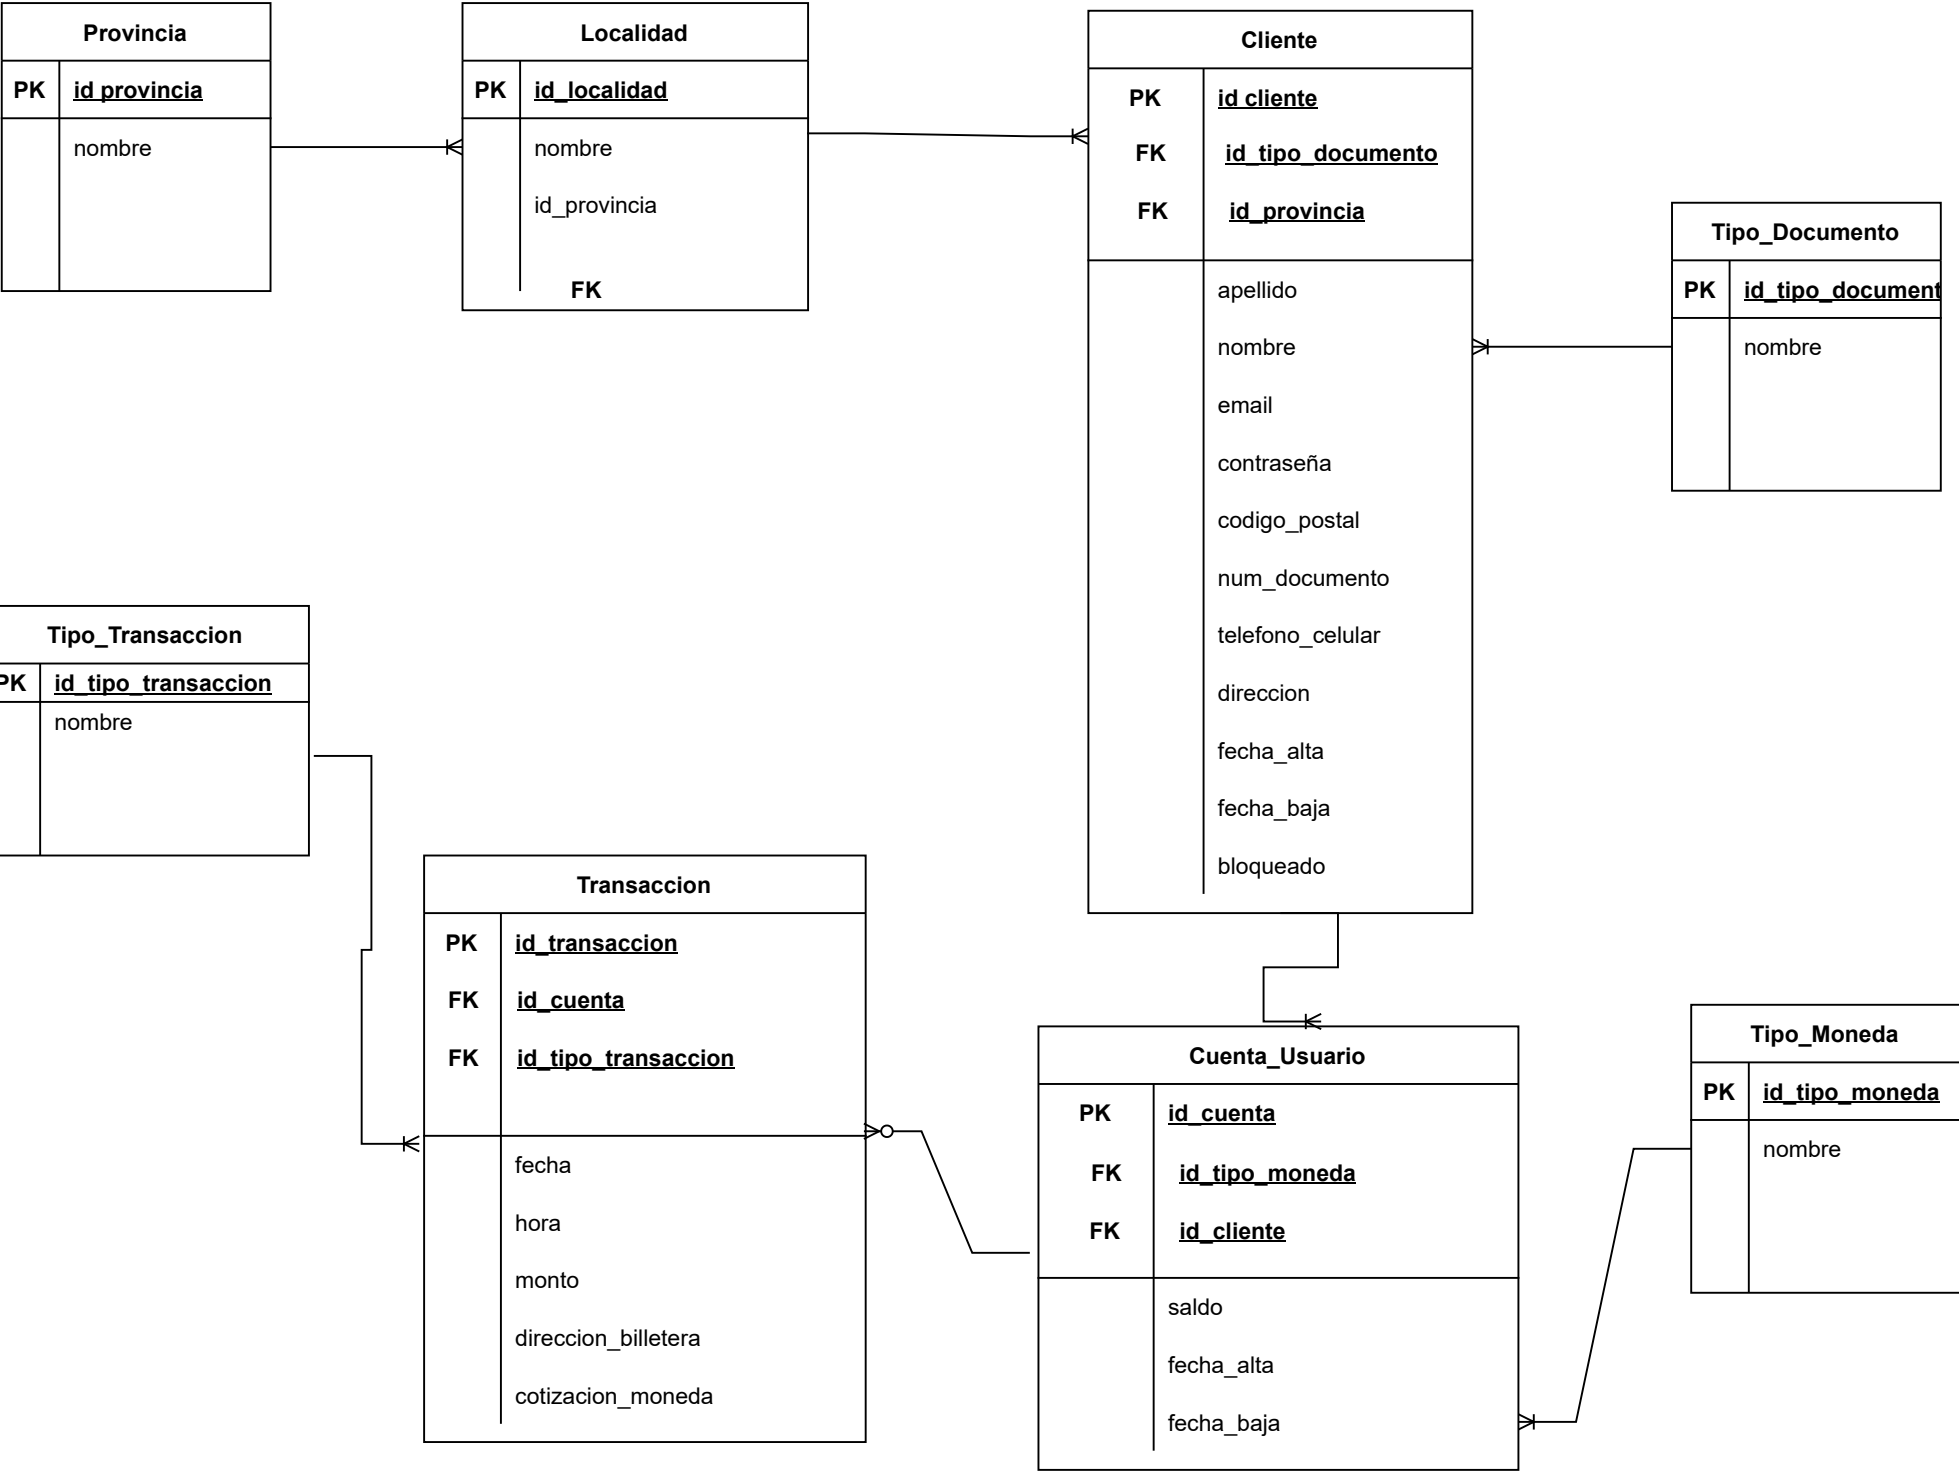 Provincia
PK id provincia
nombre
Localidad
PK id_localidad
nombre
id_provincia
FK
Cliente
PK id cliente
FK id_tipo_documento
FK id_provincia
apellido
nombre
email
contraseña
codigo_postal
num_documento
telefono_celular
direccion
fecha_alta
fecha_baja
bloqueado
Tipo_Documento
PK id_tipo_document
nombre
Tipo_Transaccion
PK id_tipo_transaccion
nombre
Transaccion
PK id_transaccion
FK id_cuenta
FK id_tipo_transaccion
fecha
hora
monto
direccion_billetera
cotizacion_moneda
Cuenta_Usuario
PK id_cuenta
FK id_tipo_moneda
FK id_cliente
saldo
fecha_alta
fecha_baja
Tipo_Moneda
PK id_tipo_moneda
nombre